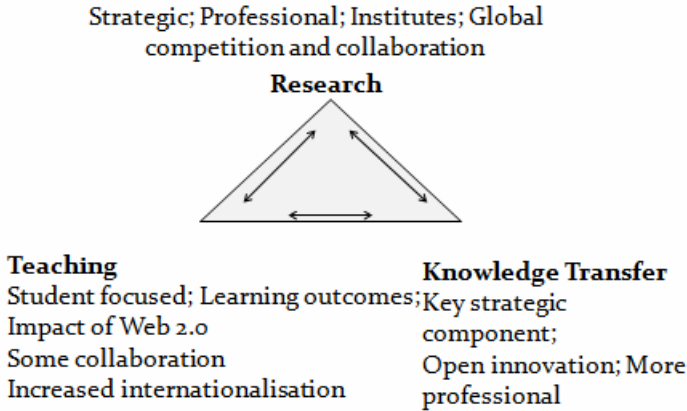 Strategic; Professional; Institutes; Global
competition and collaboration
Research
Teaching
Student focused; Learning outcomes;
Impact of Web 2.0
Some collaboration
Increased internationalisation
Knowledge Transfer
Key strategic
component;
Open innovation; More
professional